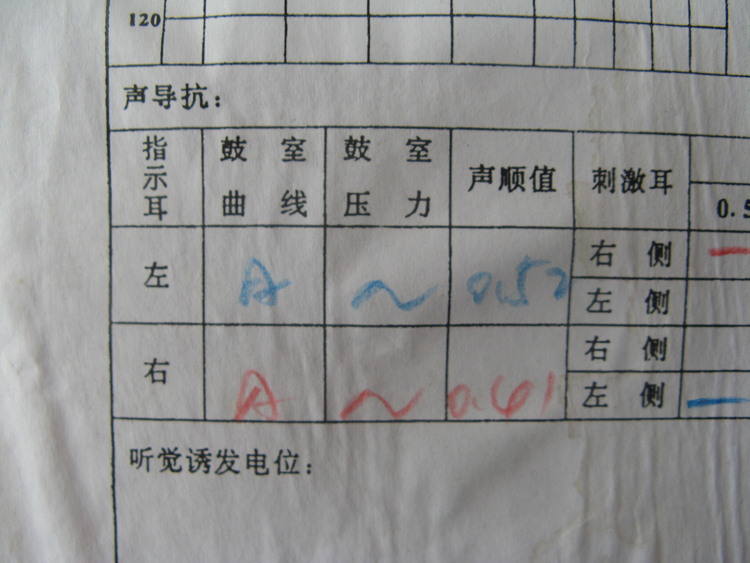 120
声导抗：
指示耳 鼓室曲线 鼓室压力 声顺值 刺激耳
0.5
左 A ~ 0.52 右侧
左侧
右 A ~ 0.61 右侧
左侧
听觉诱发电位：